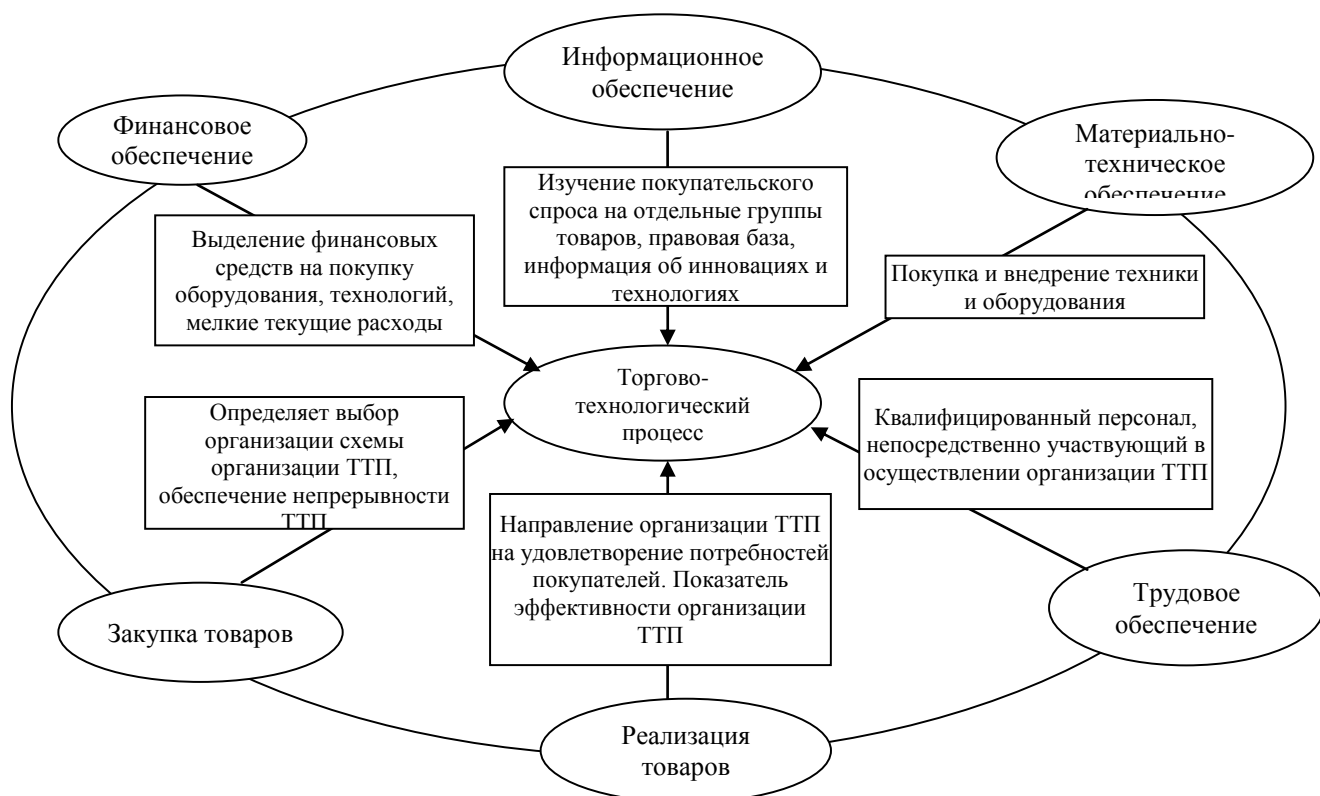 Информационное
обеспечение
Финансовое
обеспечение
Материально-
техническое
обеспечение
Изучение покупательского
спроса на отдельные группы
товаров, правовая база,
информация об инновациях и
технологиях
Выделение финансовых
средств на покупку
оборудования, технологий,
мелкие текущие расходы
Покупка и внедрение техники
и оборудования
Торгово-
технологический
процесс
Определяет выбор
организации схемы
организации ТТП,
обеспечение непрерывности
ТТП
Квалифицированный персонал,
непосредственно участвующий в
осуществлении организации ТТП
Направление организации ТТП
на удовлетворение потребностей
покупателей. Показатель
эффективности организации
ТТП
Закупка товаров
Трудовое
обеспечение
Реализация
товаров